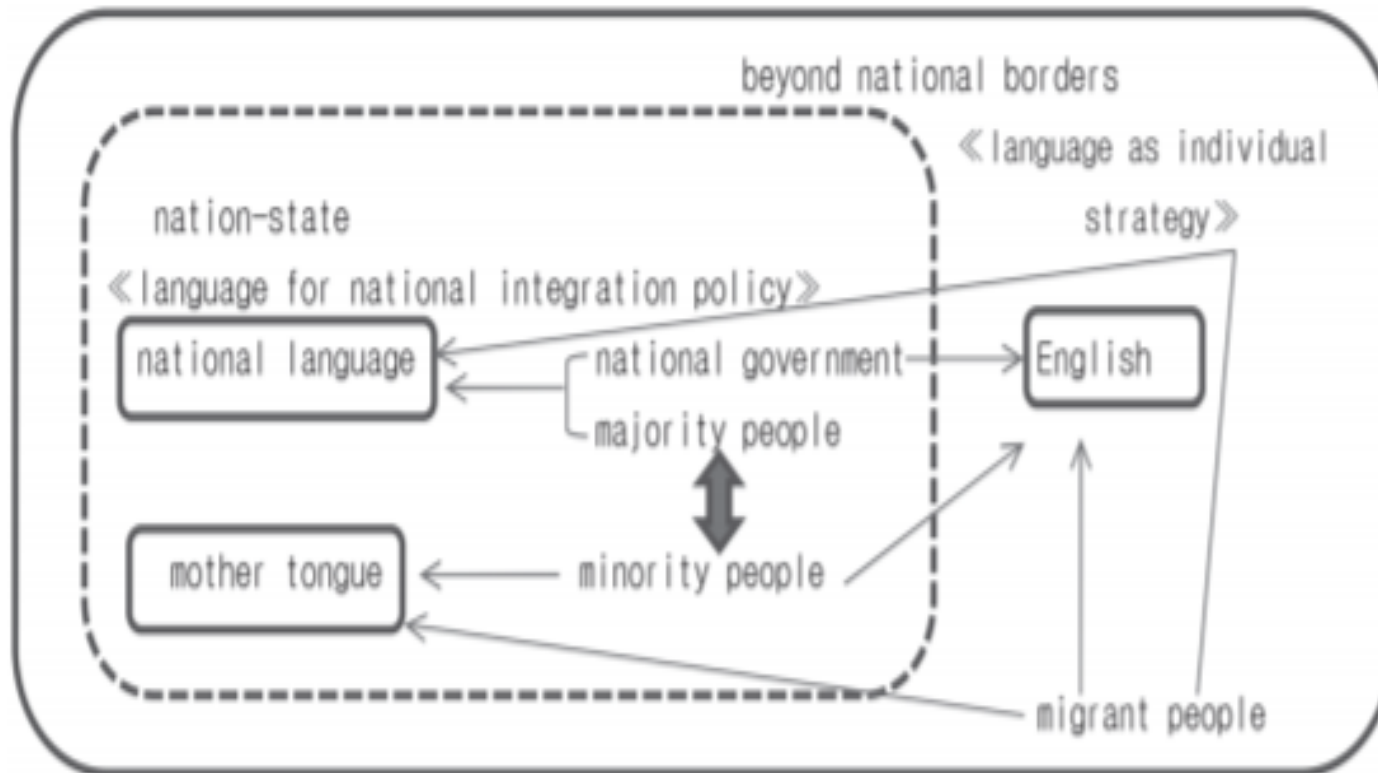 beyond national borders
≪language as individual
strategy≫
nation-state
≪language for national integration policy≫
national language
national government
English
majority people
mother tongue
minority people
migrant people